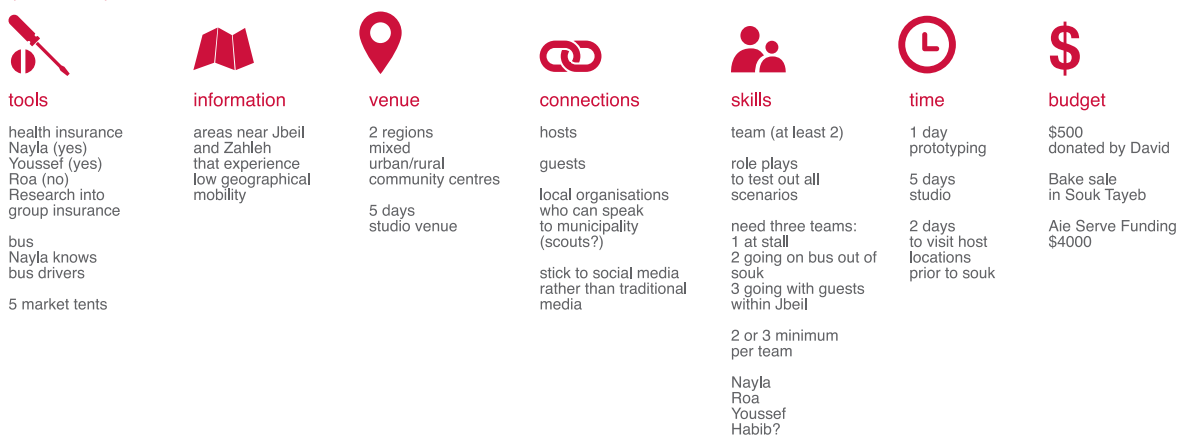 tools
health insurance
Nayla (yes)
Youssef (yes)
Roa (no)
Research into
group insurance
bus
Nayla knows
bus drivers
5 market tents
information
areas near Jbeil
and Zahleh
that experience
low geographical
mobility
venue
2 regions
mixed
urban/rural
community centres
5 days
studio venue
connections
hosts
guests
local organisations
who can speak
to municipality
(scouts?)
stick to social media
rather than traditional
media
skills
team (at least 2)
role plays
to test out all
scenarios
need three teams:
1 at stall
2 going on bus out of
souk
3 going with guests
within Jbeil
2 or 3 minimum
per team
Nayla
Roa
Youssef
Habib?
time
1 day
prototyping
5 days
studio
2 days
to visit host
locations
prior to souk
$
budget
$500
donated by David
Bake sale
in Souk Tayeb
Aie Serve Funding
$4000